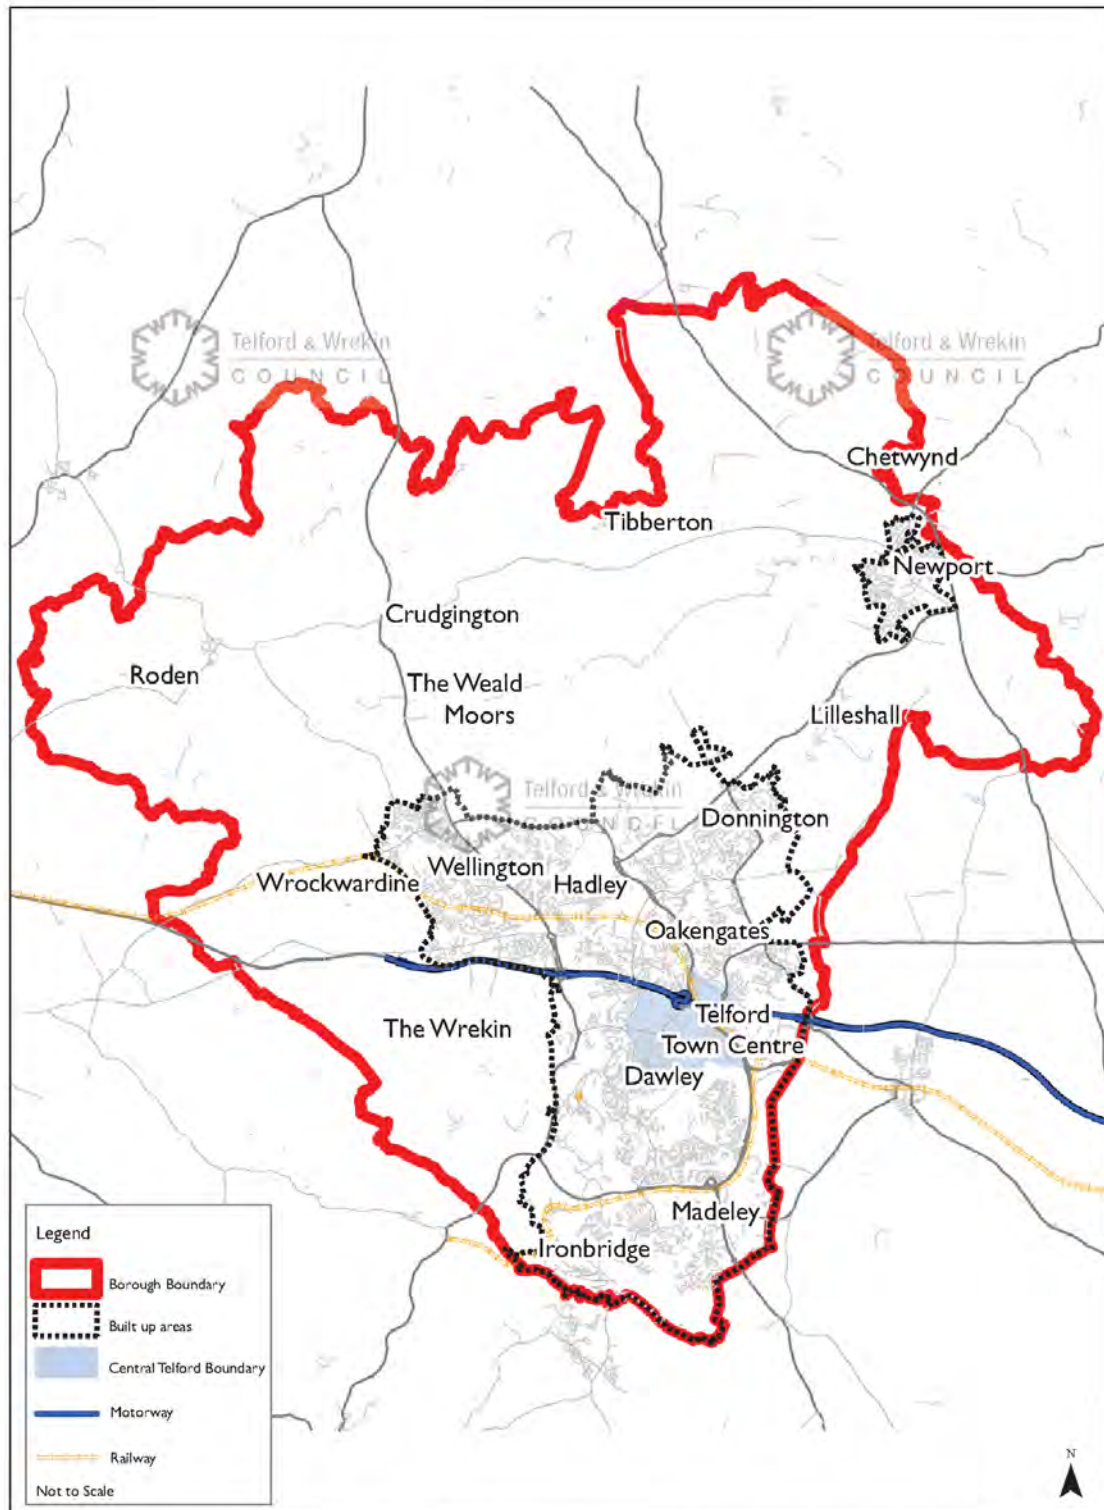 Telford & Wrekin
COUNCIL
Telford & Wrekin
COUNCIL
Chetwynd
Tibberton
Newport
Crudgington
Roden
The Weald
Moors
Lilleshall
Telford & Wrekin
COUNCIL
Donnington
Wellington
Wrockwardine
Hadley
Oakengates
Telford
Town Centre
The Wrekin
Dawley
Madeley
Ironbridge
Legend
Borough Boundary
Built up areas
Central Telford Boundary
Motorway
Railway
Not to Scale
N